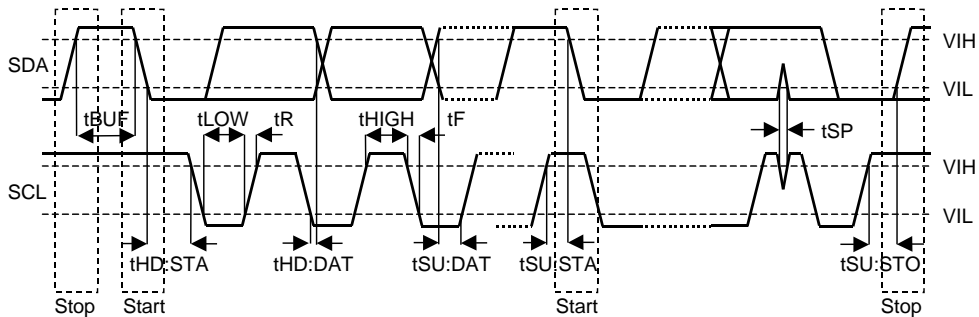 VIH
SDA
VIL
tBUF tLOW tR tHIGH tF
tSP
VIH
SCL
VIL
tHD:STA tHD:DAT tSU:DAT tSU:STA tSU:STO
Stop Start Start Stop